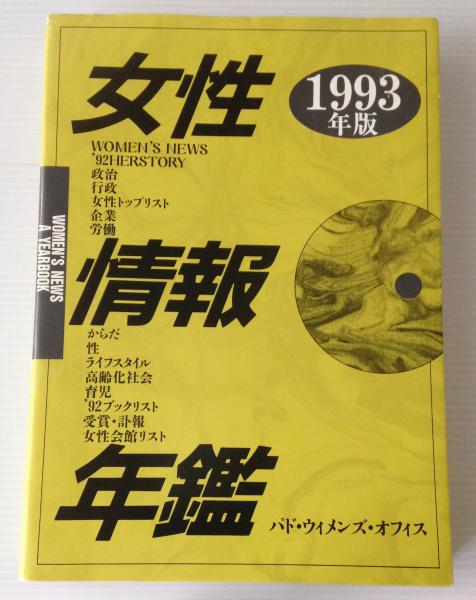 女性
1993
年版
WOMEN'S NEWS
'92HERSTORY
政治
行政
女性トップリスト
企業
労働
WOMEN'S NEWS
A YEARBOOK
情報
からだ
性
ライフスタイル
高齢化社会
育児
'92ブックリスト
受賞・訃報
女性会館リスト
年鑑
パド・ウィメンズ・オフィス